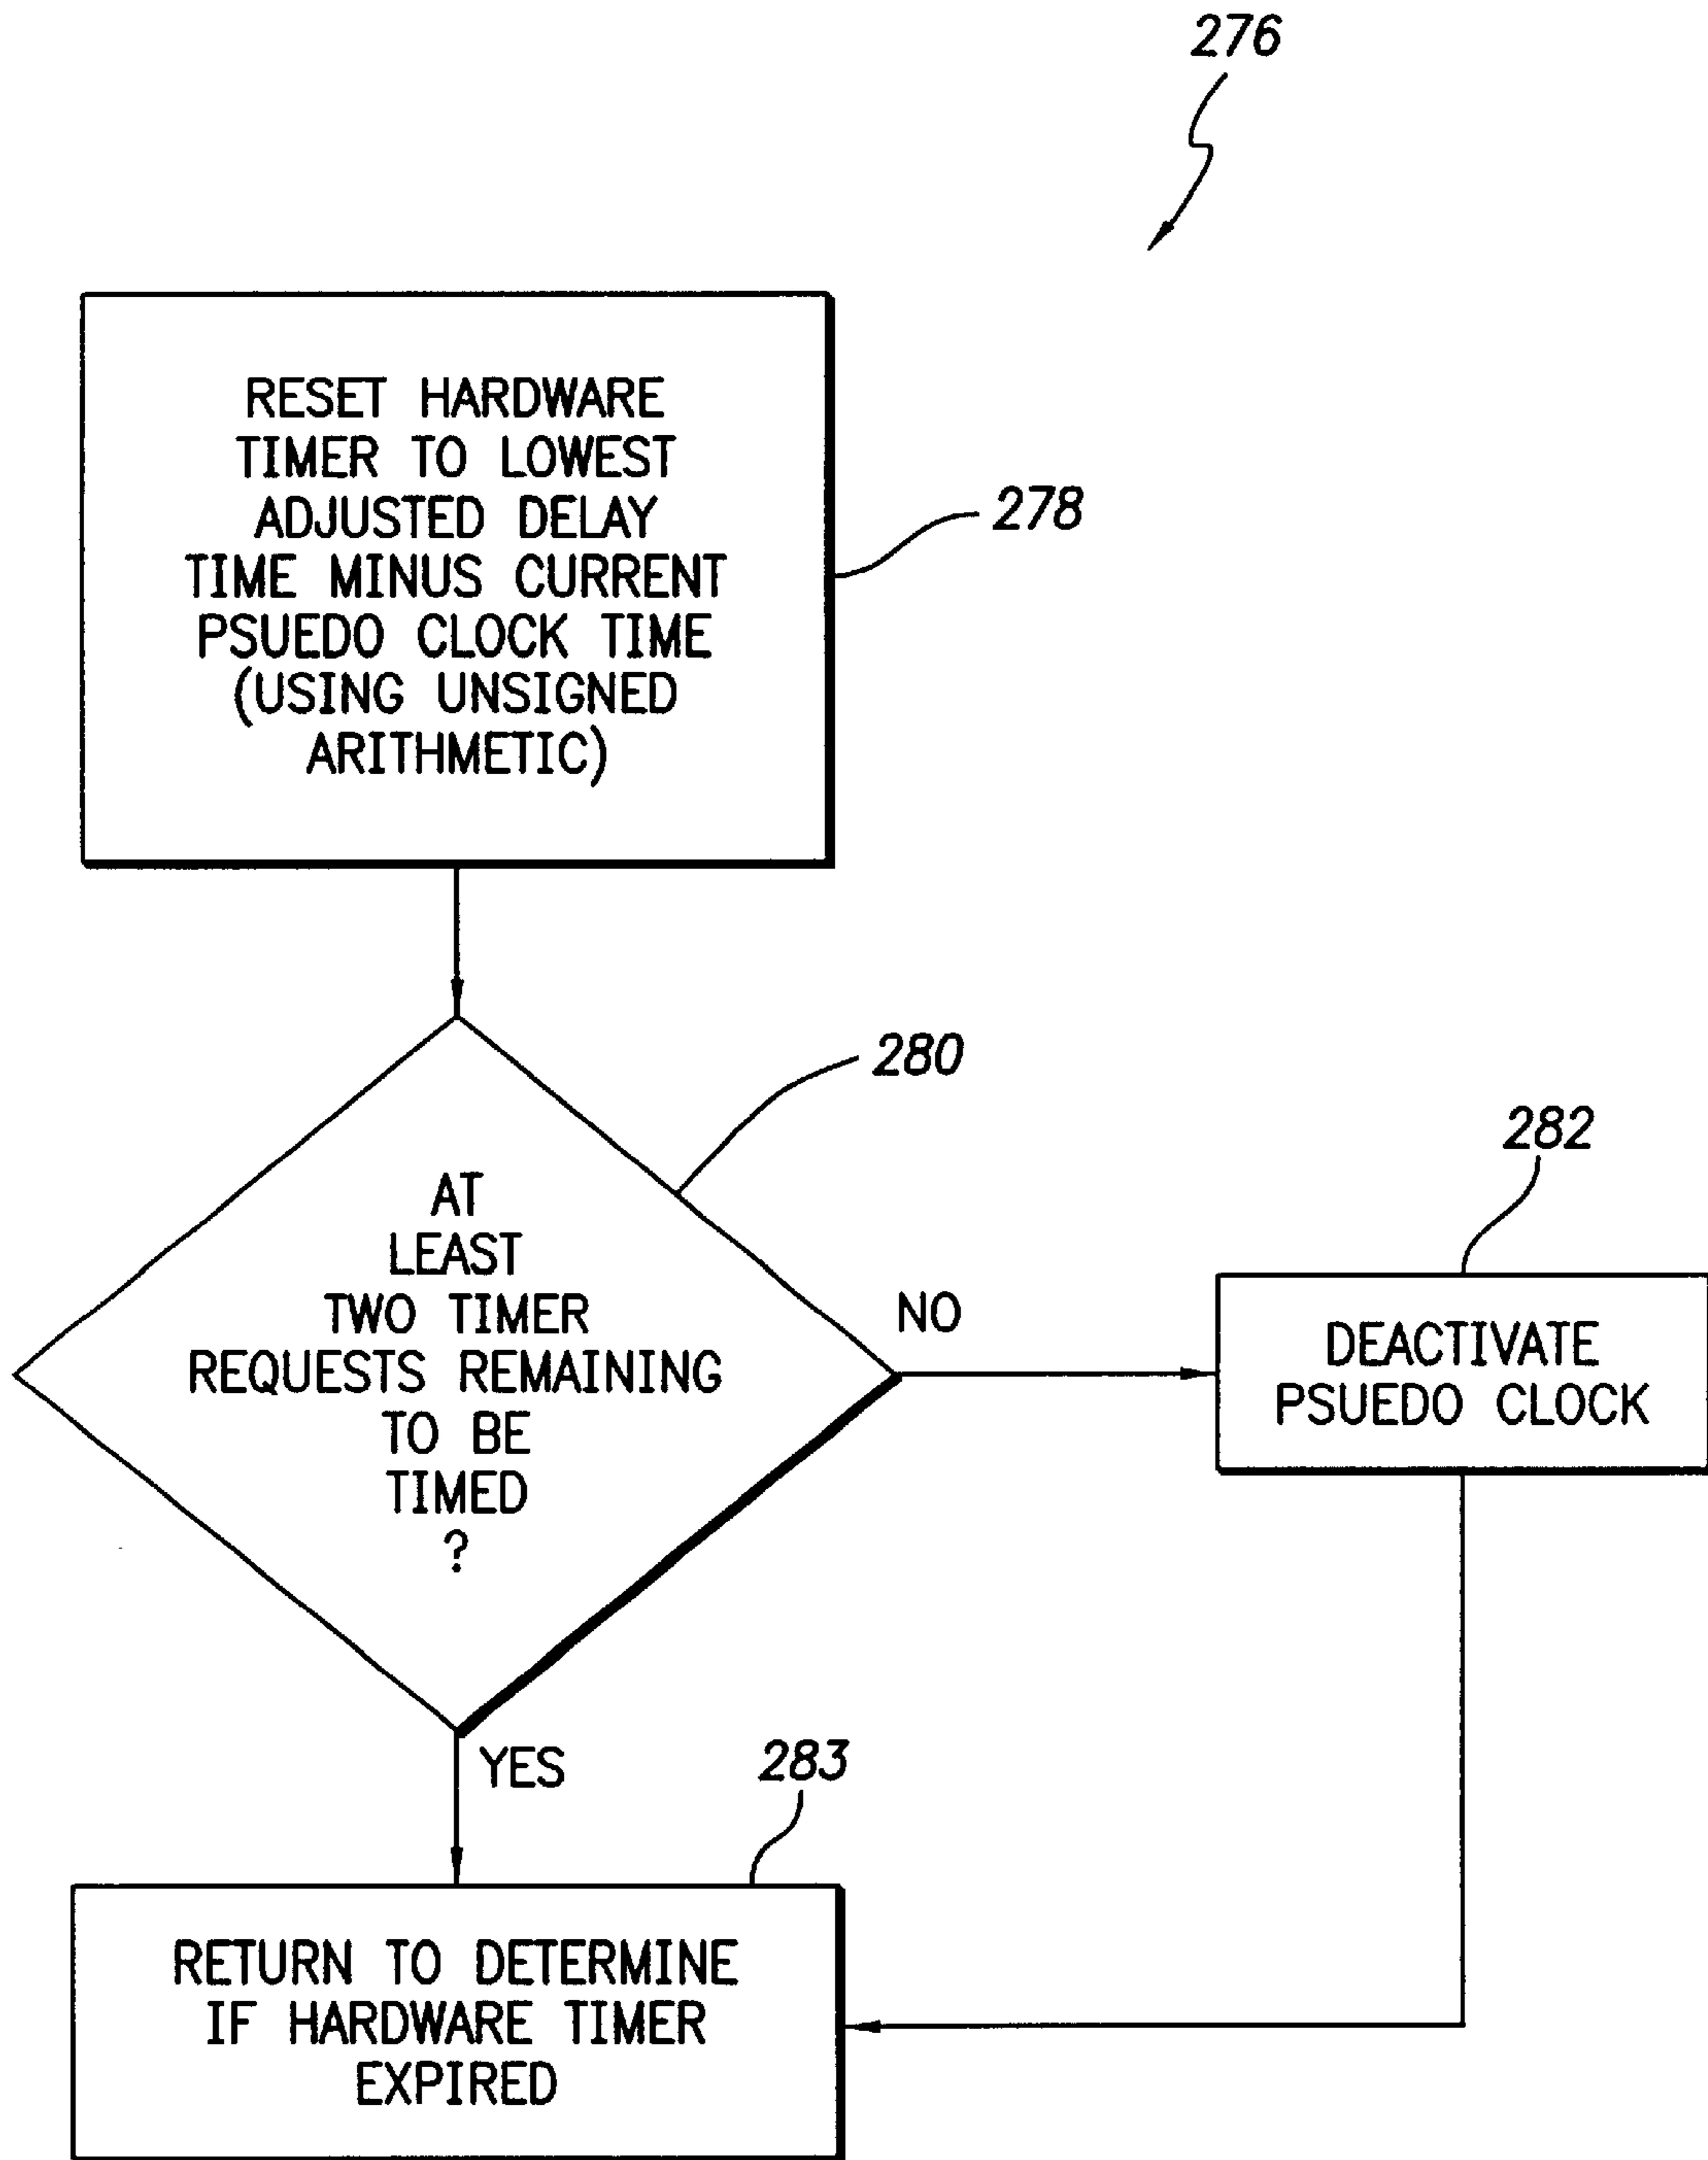 276
RESET HARDWARE
TIMER TO LOWEST
ADJUSTED DELAY
TIME MINUS CURRENT
PSUEDO CLOCK TIME
(USING UNSIGNED
ARITHMETIC)
278
280
AT
LEAST
TWO TIMER
REQUESTS REMAINING
TO BE
TIMED
?
NO
282
DEACTIVATE
PSUEDO CLOCK
YES
283
RETURN TO DETERMINE
IF HARDWARE TIMER
EXPIRED